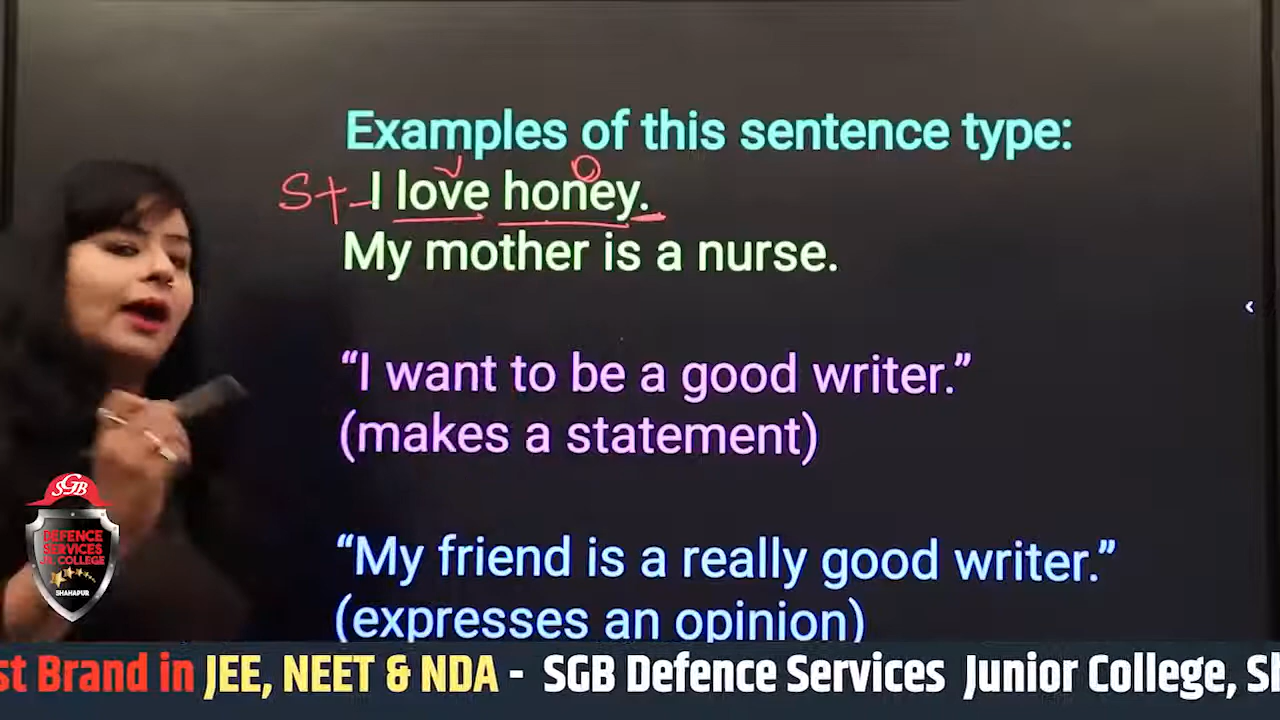 Examples of this sentence type:
V O
S+ I love honey.
My mother is a nurse.
“I want to be a good writer.”
(makes a statement)
“My friend is a really good writer.”
(expresses an opinion)
SGB
DEFENCE
SERVICES
JR. COLLEGE
SHAHAPUR
st Brand in JEE, NEET & NDA - SGB Defence Services Junior College, Sh